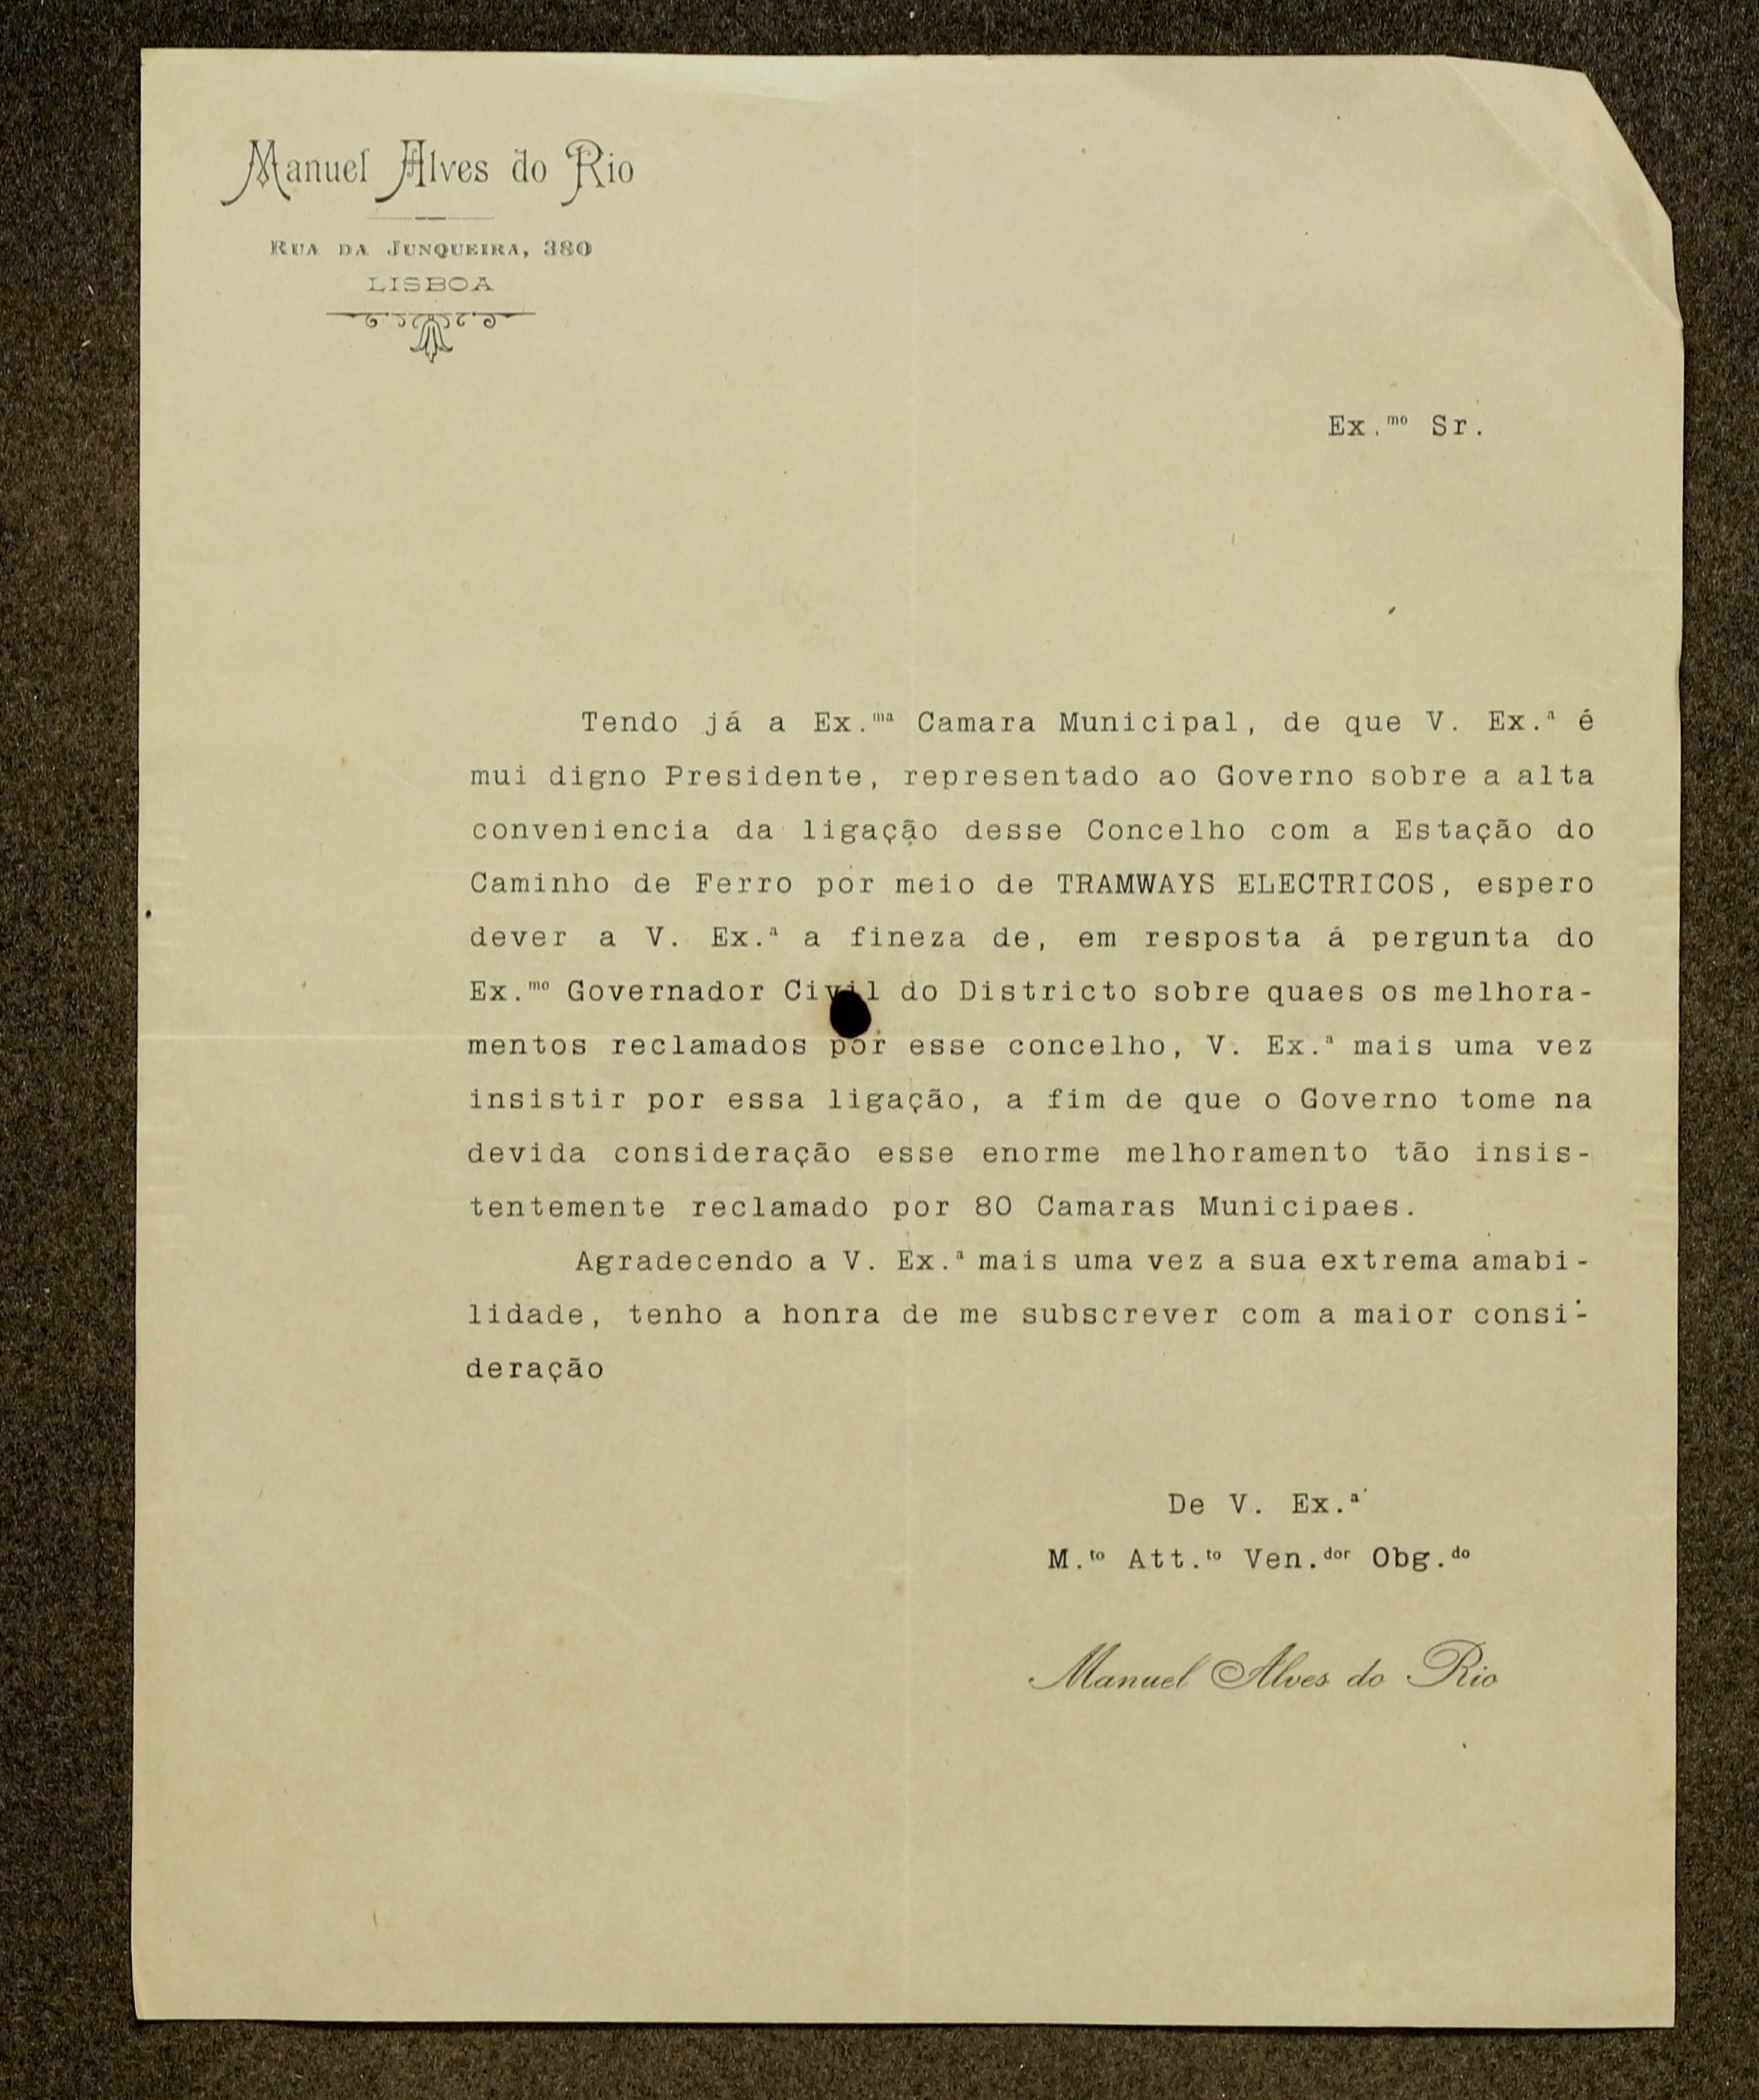 Manuel Alves do Rio
RUA DA JUNQUEIRA, 380
LISBOA
Ex.ᵐᵒ Sr.
Tendo já a Ex.ᵐᵃ Camara Municipal, de que V. Ex.ª é
mui digno Presidente, representado ao Governo sobre a alta
conveniencia da ligação desse Concelho com a Estação do
Caminho de Ferro por meio de TRAMWAYS ELECTRICOS, espero
dever a V. Ex.ª a fineza de, em resposta á pergunta do
Ex.ᵐᵒ Governador Civil do Districto sobre quaes os melhora-
mentos reclamados por esse concelho, V. Ex.ª mais uma vez
insistir por essa ligação, a fim de que o Governo tome na
devida consideração esse enorme melhoramento tão insis-
tentemente reclamado por 80 Camaras Municipaes.
Agradecendo a V. Ex.ª mais uma vez a sua extrema amabi-
lidade, tenho a honra de me subscrever com a maior consi-
deração
De V. Ex.ª
M.ᵗᵒ Att.ᵗᵒ Ven.ᵈᵒʳ Obg.ᵈᵒ
Manuel Alves do Rio